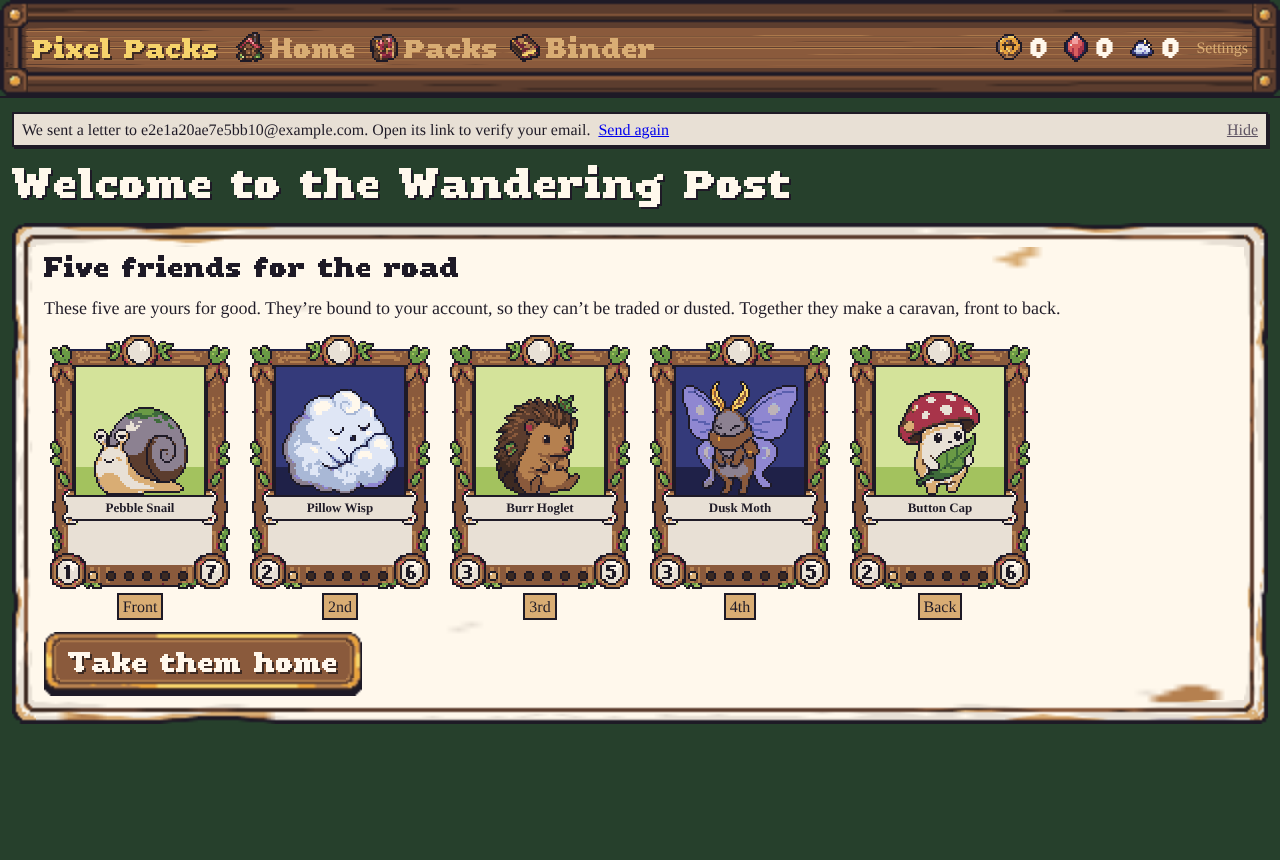 Pixel Packs Home Packs Binder 0 0 0 Settings
We sent a letter to e2e1a20ae7e5bb10@example.com. Open its link to verify your email. Send again Hide
Welcome to the Wandering Post
Five friends for the road
These five are yours for good. They’re bound to your account, so they can’t be traded or dusted. Together they make a caravan, front to back.
Pebble Snail Pillow Wisp Burr Hoglet Dusk Moth Button Cap
1 7 2 6 3 5 3 5 2 6
Front 2nd 3rd 4th Back
Take them home